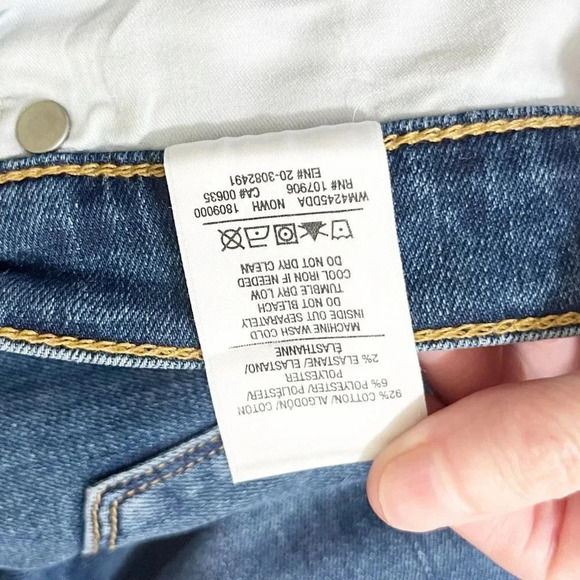 92% COTTON/ ALGODÓN/ COTON
6% POLYESTER/ POLIÉSTER/
POLYESTER
2% ELASTANE/ ELASTANO/
ÉLASTHANNE
MACHINE WASH COLD
INSIDE OUT SEPARATELY
DO NOT BLEACH
TUMBLE DRY LOW
COOL IRON IF NEEDED
DO NOT DRY CLEAN
WM4245DDA NOWH 1809000
RN# 107906 CA# 00635
EIN# 20-3082491